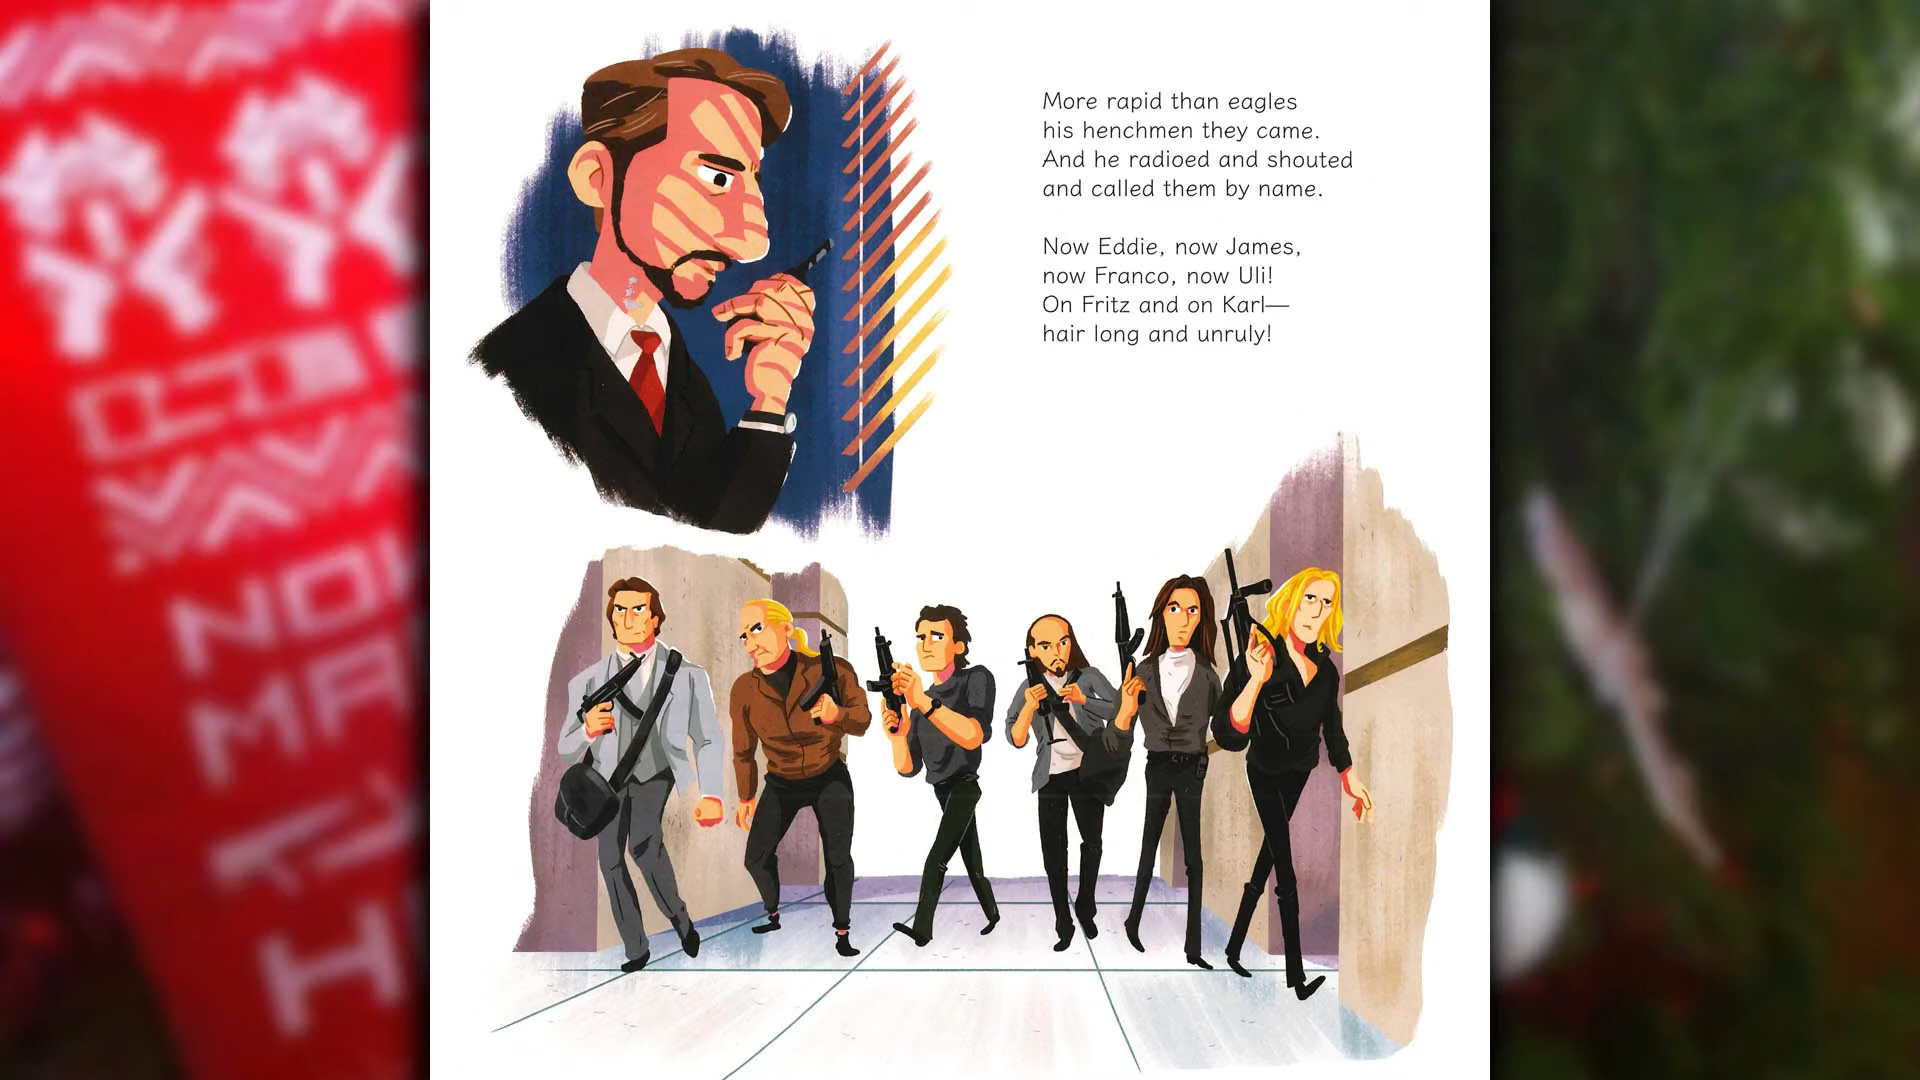 More rapid than eagles
his henchmen they came.
And he radioed and shouted
and called them by name.
Now Eddie, now James,
now Franco, now Uli!
On Fritz and on Karl—
hair long and unruly!